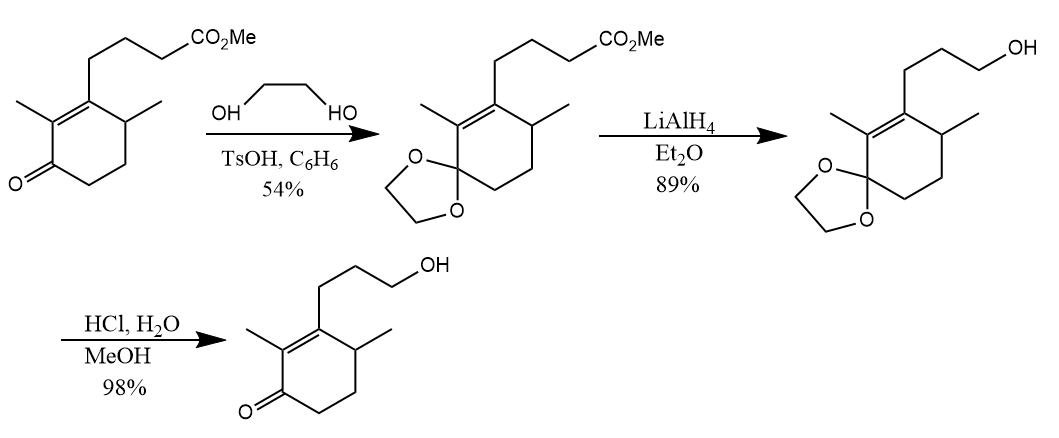 CO₂Me
O
OH
HO
TsOH, C₆H₆
54%
CO₂Me
O
O
LiAlH₄
Et₂O
89%
OH
O
O
HCl, H₂O
MeOH
98%
OH
O